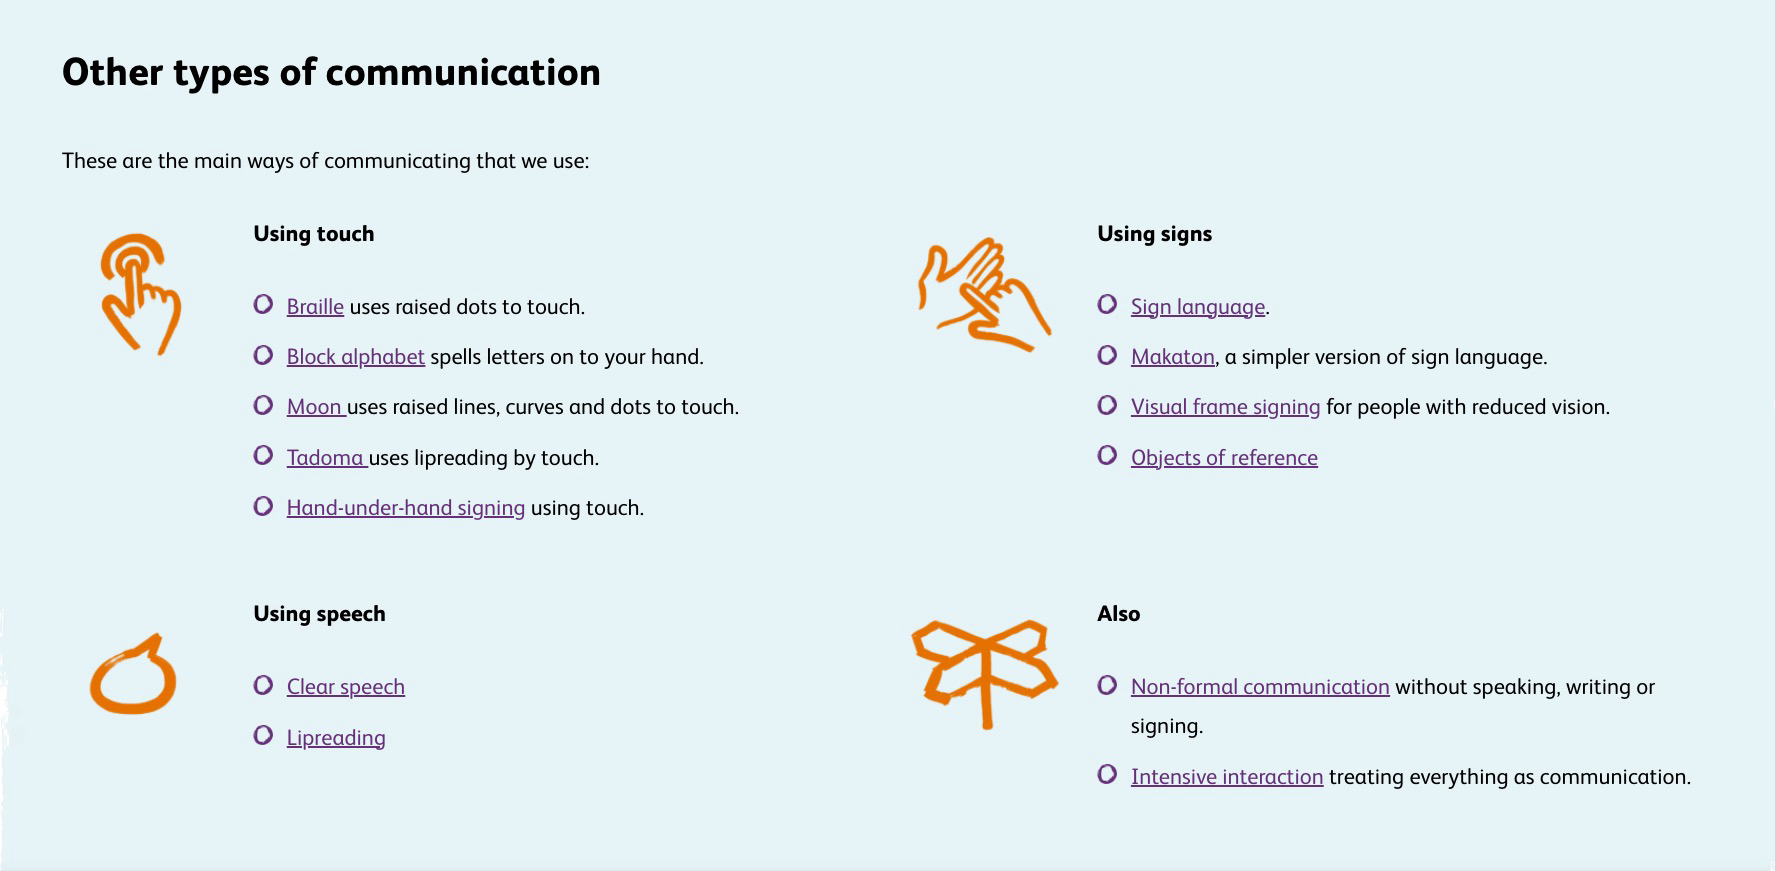 Other types of communication
These are the main ways of communicating that we use:
Using touch
Braille uses raised dots to touch.
Block alphabet spells letters on to your hand.
Moon uses raised lines, curves and dots to touch.
Tadoma uses lipreading by touch.
Hand-under-hand signing using touch.
Using signs
Sign language.
Makaton, a simpler version of sign language.
Visual frame signing for people with reduced vision.
Objects of reference
Using speech
Clear speech
Lipreading
Also
Non-formal communication without speaking, writing or
signing.
Intensive interaction treating everything as communication.